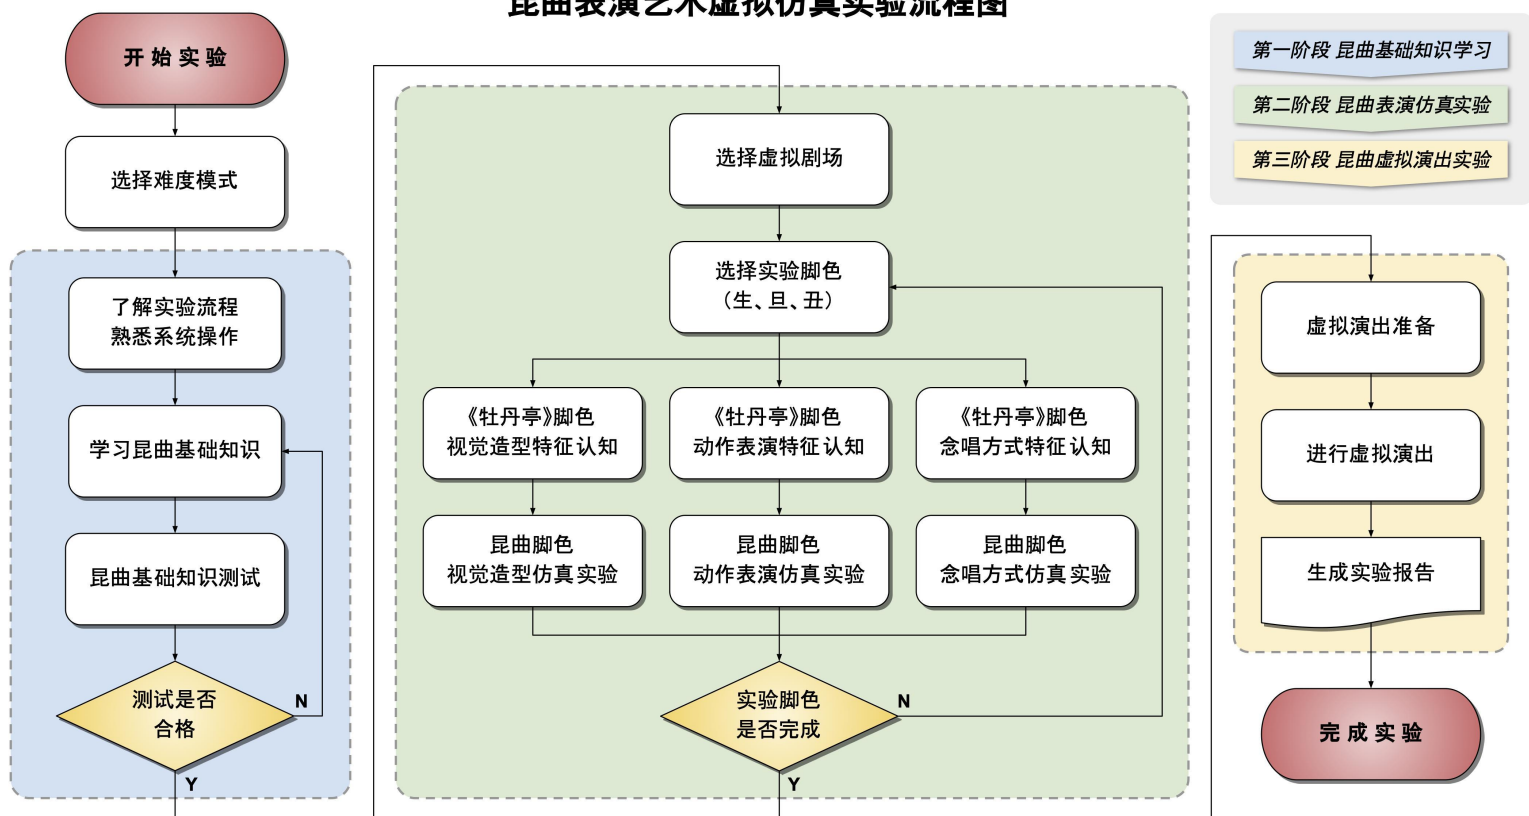 昆曲表演艺术虚拟仿真实验流程图
开始实验
选择难度模式
了解实验流程
熟悉系统操作
学习昆曲基础知识
昆曲基础知识测试
测试是否
合格
N
Y
选择虚拟剧场
选择实验脚色
（生、旦、丑）
《牡丹亭》脚色
视觉造型特征认知
《牡丹亭》脚色
动作表演特征认知
《牡丹亭》脚色
念唱方式特征认知
昆曲脚色
视觉造型仿真实验
昆曲脚色
动作表演仿真实验
昆曲脚色
念唱方式仿真实验
实验脚色
是否完成
N
Y
第一阶段 昆曲基础知识学习
第二阶段 昆曲表演仿真实验
第三阶段 昆曲虚拟演出实验
虚拟演出准备
进行虚拟演出
生成实验报告
完成实验